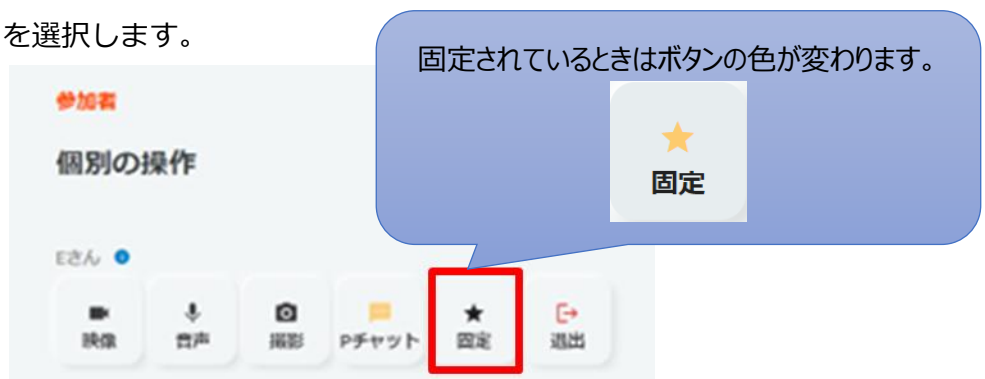 を選択します。
固定されているときはボタンの色が変わります。
固定
参加者
個別の操作
Eさん
映像 音声 撮影 Pチャット 固定 退出